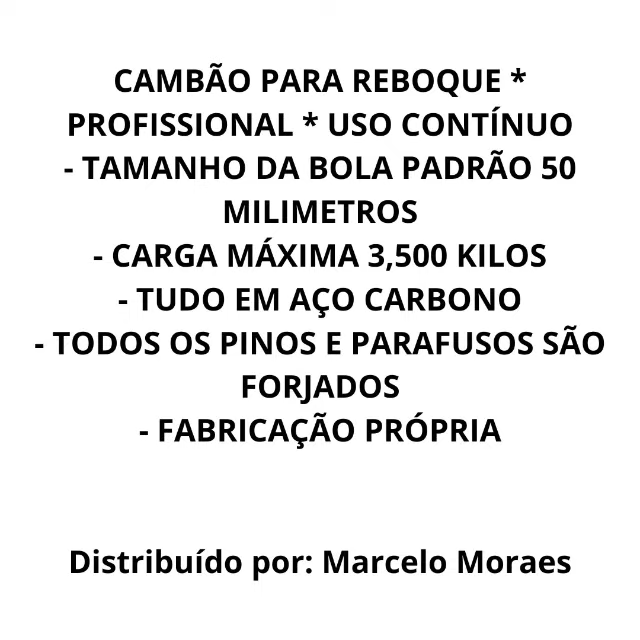 CAMBÃO PARA REBOQUE *
PROFISSIONAL * USO CONTÍNUO
- TAMANHO DA BOLA PADRÃO 50
MILIMETROS
- CARGA MÁXIMA 3,500 KILOS
- TUDO EM AÇO CARBONO
- TODOS OS PINOS E PARAFUSOS SÃO
FORJADOS
- FABRICAÇÃO PRÓPRIA
Distribuído por: Marcelo Moraes